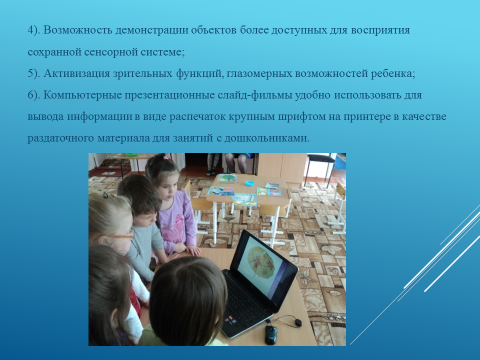 4). Возможность демонстрации объектов более доступных для восприятия
сохранной сенсорной системе;
5). Активизация зрительных функций, глазомерных возможностей ребенка;
6). Компьютерные презентационные слайд-фильмы удобно использовать для
вывода информации в виде распечаток крупным шрифтом на принтере в качестве
раздаточного материала для занятий с дошкольниками.